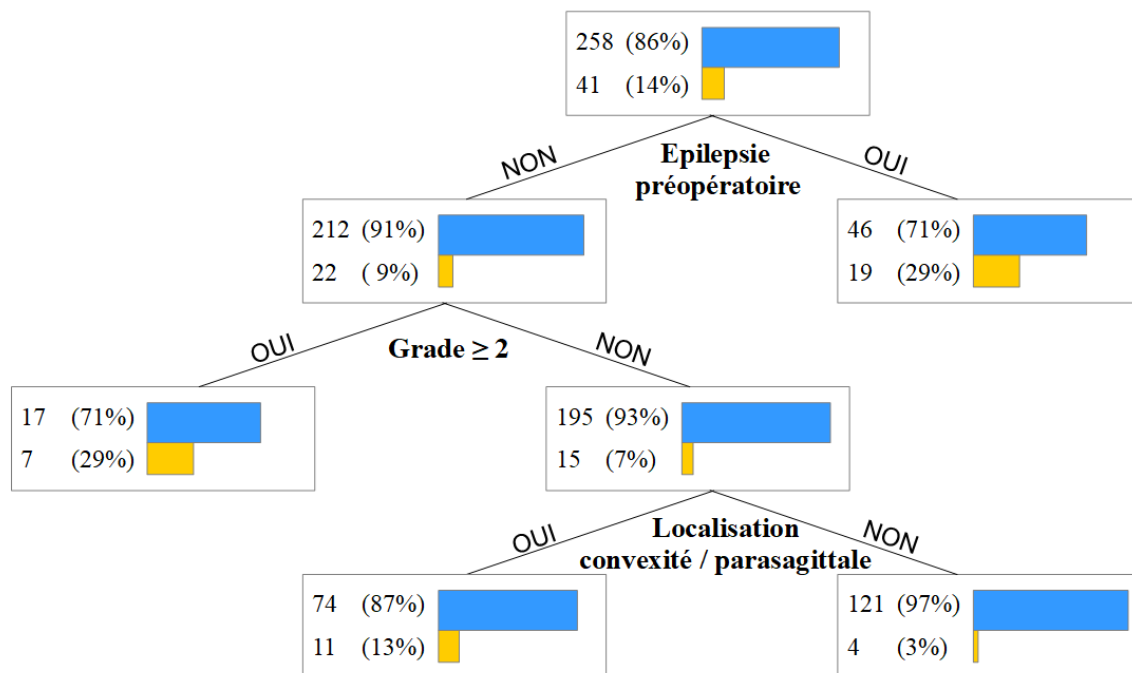 258 (86%)
41 (14%)
NON
Epilepsie
préopératoire
OUI
212 (91%)
22 ( 9%)
46 (71%)
19 (29%)
OUI
Grade ≥ 2
NON
17 (71%)
7 (29%)
195 (93%)
15 (7%)
OUI
Localisation
convexité / parasagittale
NON
74 (87%)
11 (13%)
121 (97%)
4 (3%)